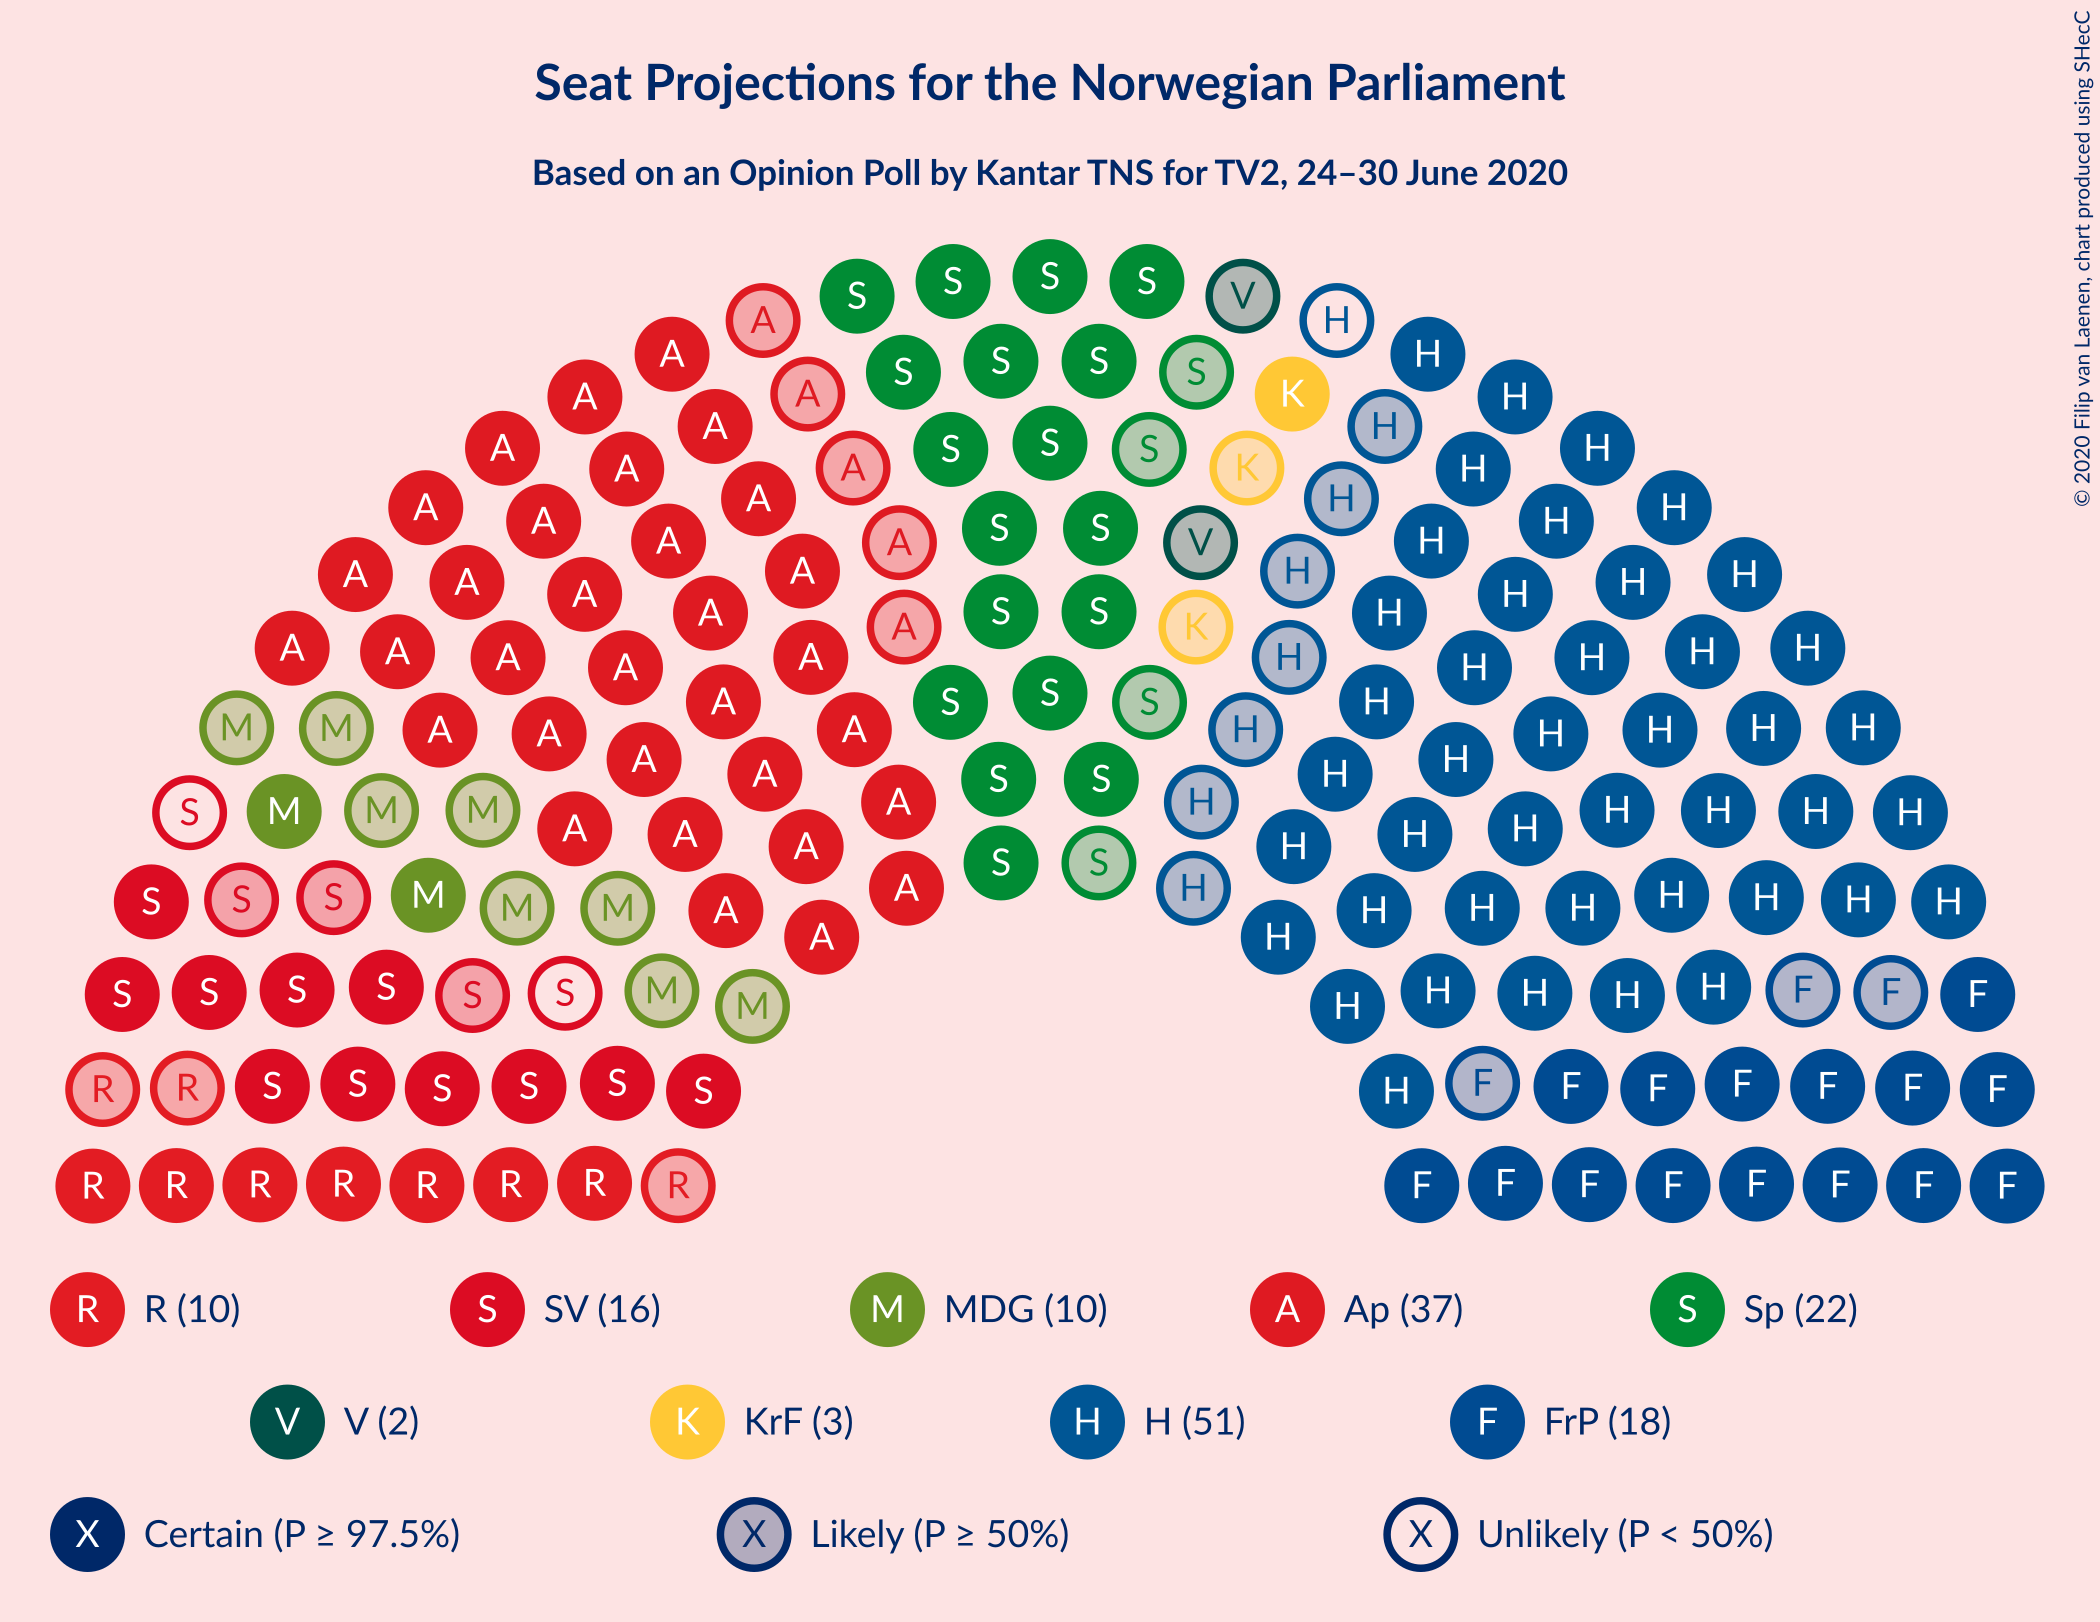 Seat Projections for the Norwegian Parliament
Based on an Opinion Poll by Kantar TNS for TV2, 24–30 June 2020
© 2020 Filip van Laenen, chart produced using SHecC
S S S S V H
A S S S S K H
A A S S S K H H
A A A S S V H H H
A A A S S K H H H
A A A S S S H H H
A A A S S H H H
A A A S S H H H
R R R R R R R R F F F F F F F F
R R S S S S S S H F F F F F F F
R R (10) S SV (16) M MDG (10) A Ap (37) S Sp (22)
V V (2) K KrF (3) H H (51) F FrP (18)
X Certain (P ≥ 97.5%) X Likely (P ≥ 50%) X Unlikely (P < 50%)